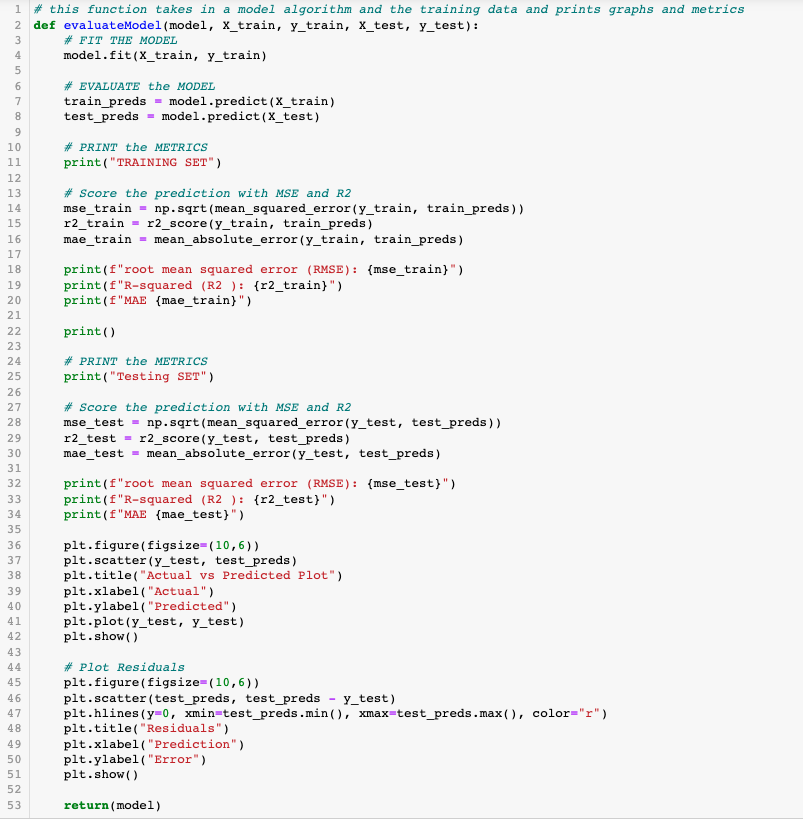 1 # this function takes in a model algorithm and the training data and prints graphs and metrics
2 def evaluateModel(model, X_train, y_train, X_test, y_test):
3     # FIT THE MODEL
4     model.fit(X_train, y_train)
5
6     # EVALUATE the MODEL
7     train_preds = model.predict(X_train)
8     test_preds = model.predict(X_test)
9
10     # PRINT the METRICS
11     print("TRAINING SET")
12
13     # Score the prediction with MSE and R2
14     mse_train = np.sqrt(mean_squared_error(y_train, train_preds))
15     r2_train = r2_score(y_train, train_preds)
16     mae_train = mean_absolute_error(y_train, train_preds)
17
18     print(f"root mean squared error (RMSE): {mse_train}")
19     print(f"R-squared (R2 ): {r2_train}")
20     print(f"MAE {mae_train}")
21
22     print()
23
24     # PRINT the METRICS
25     print("Testing SET")
26
27     # Score the prediction with MSE and R2
28     mse_test = np.sqrt(mean_squared_error(y_test, test_preds))
29     r2_test = r2_score(y_test, test_preds)
30     mae_test = mean_absolute_error(y_test, test_preds)
31
32     print(f"root mean squared error (RMSE): {mse_test}")
33     print(f"R-squared (R2 ): {r2_test}")
34     print(f"MAE {mae_test}")
35
36     plt.figure(figsize=(10,6))
37     plt.scatter(y_test, test_preds)
38     plt.title("Actual vs Predicted Plot")
39     plt.xlabel("Actual")
40     plt.ylabel("Predicted")
41     plt.plot(y_test, y_test)
42     plt.show()
43
44     # Plot Residuals
45     plt.figure(figsize=(10,6))
46     plt.scatter(test_preds, test_preds - y_test)
47     plt.hlines(y=0, xmin=test_preds.min(), xmax=test_preds.max(), color="r")
48     plt.title("Residuals")
49     plt.xlabel("Prediction")
50     plt.ylabel("Error")
51     plt.show()
52
53     return(model)